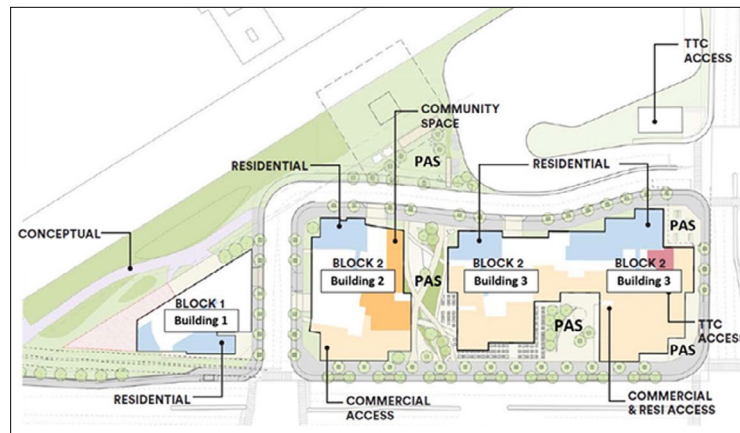 TTC
ACCESS
COMMUNITY
SPACE
PAS
RESIDENTIAL
RESIDENTIAL
CONCEPTUAL
PAS
BLOCK 2
Building 2
PAS
BLOCK 2
Building 3
BLOCK 2
Building 3
BLOCK 1
Building 1
PAS
TTC
ACCESS
PAS
RESIDENTIAL
COMMERCIAL
ACCESS
COMMERCIAL
& RESI ACCESS